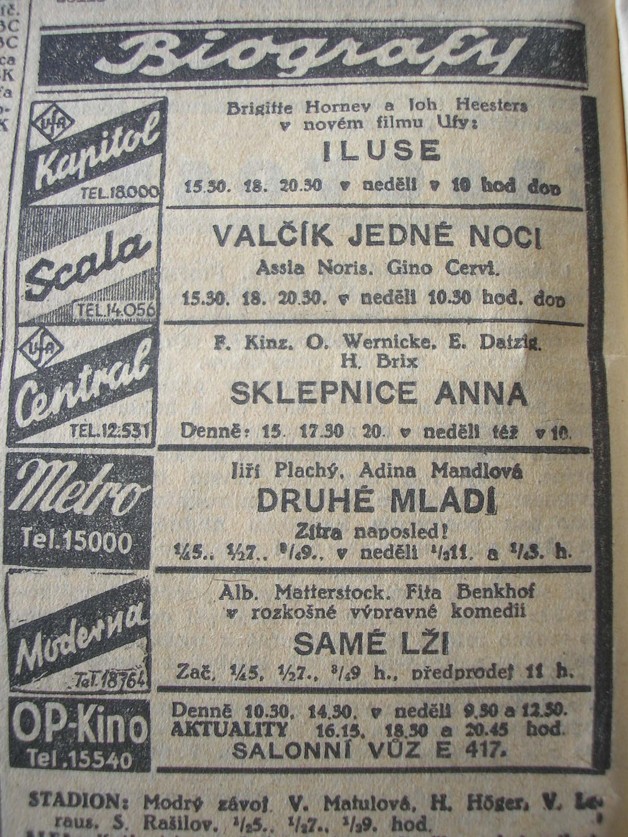 Biografy
UFA
Kapitol
TEL.18.000
Brigitte Horney a Joh Heesters
v novém filmu Ufy:
ILUSE
15.30. 18. 20.30 v neděli v 10 hod dop
Scala
TEL.14.056
VALČÍK JEDNÉ NOCI
Assia Noris. Gino Cervi.
15.30. 18. 20.30. v neděli 10.30 hod. dop
UFA
Central
TEL.12.531
F. Kinz. O. Wernicke. E. Datzig.
H. Brix
SKLEPNICE ANNA
Denně: 15. 17.30 20. v neděli též v 10.
Metro
Tel.15000
Jiří Plachý, Adina Mandlová
DRUHÉ MLADÍ
Zítra naposled!
¼5., ½7., ¾9., v neděli ½11. a ½3. h.
Moderna
Tel.18764
Alb. Matterstock. Fita Benkhof
v rozkošné výpravné komedii
SAMÉ LŽI
Zač. ¼5, ½7., ¾9 h., předprodej 11 h.
OP-Kino
Tel.15540
Denně 10.30, 14.30, v neděli 9.30 a 12.50.
AKTUALITY 16.15, 18.30 a 20.45 hod.
SALONNÍ VŮZ E 417.
STADION: Modrý závoj V. Matulová, H. Höger, V.
raus. S. Rašilov. ½5., ½7., ½9. hod.